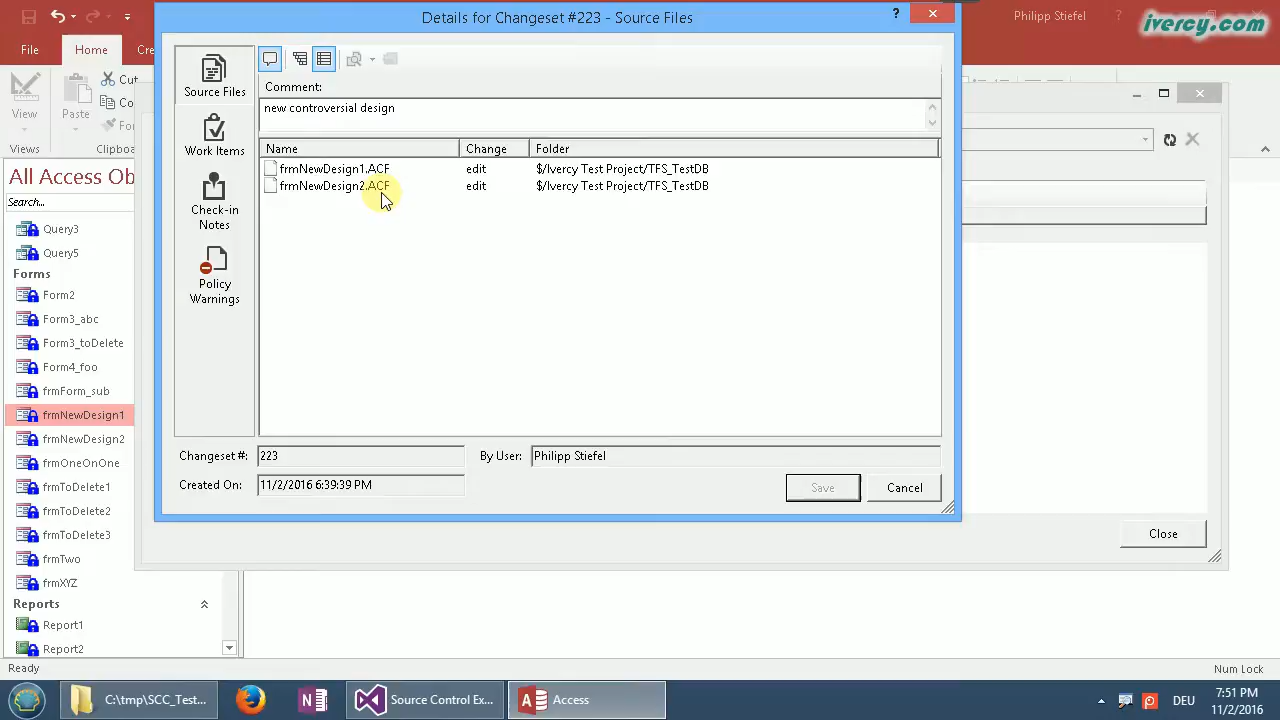 Details for Changeset #223 - Source Files
?
Philipp Stiefel
?
ivercy.com
File
Home
Cre
View
Views
Paste
Cut
Co
For
Clipboa
All Access Ob
Search...
Query3
Query5
Forms
Form2
Form3_abc
Form3_toDelete
Form4_foo
frmForm_sub
frmNewDesign1
frmNewDesign2
frmOneOnOne
frmToDelete1
frmToDelete2
frmToDelete3
frmTwo
frmXYZ
Reports
Report1
Report2
Source Files
Work Items
Check-in
Notes
Policy
Warnings
Comment:
new controversial design
Name Change Folder
frmNewDesign1.ACF edit $/Ivercy Test Project/TFS_TestDB
frmNewDesign2.ACF edit $/Ivercy Test Project/TFS_TestDB
Changeset #: 223 By User: Philipp Stiefel
Created On: 11/2/2016 6:39:39 PM
Save Cancel
Close
Ready
Num Lock
C:\tmp\SCC_Test...
Source Control Ex...
Access
DEU
7:51 PM
11/2/2016